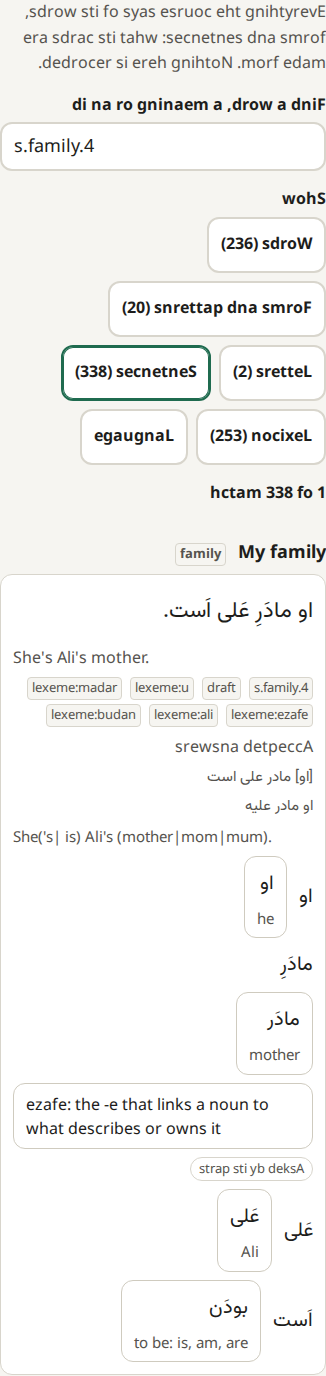 ,sdrow sti fo syas esruoc eht gnihtyrevE
era sdrac sti tahw :secnetnes dna smrof
.dedrocer si ereh gnihtoN .morf edam
di na ro gninaem a ,drow a dniF
s.family.4
wohS
(236) sdroW
(20) snrettap dna smroF
(338) secnetneS (2) sretteL
egaugnaL (253) nocixeL
hctam 338 fo 1
family My family
او مادَرِ عَلی اَست.
She's Ali's mother.
lexeme:madar lexeme:u draft s.family.4
lexeme:budan lexeme:ali lexeme:ezafe
srewsna detpeccA
[او] مادر علی است
او مادر علیه
She('s| is) Ali's (mother|mom|mum).
او
او
he
مادَرِ
مادَر
mother
ezafe: the -e that links a noun to
what describes or owns it
strap sti yb deksA
عَلی
عَلی
Ali
اَست
بودَن
to be: is, am, are